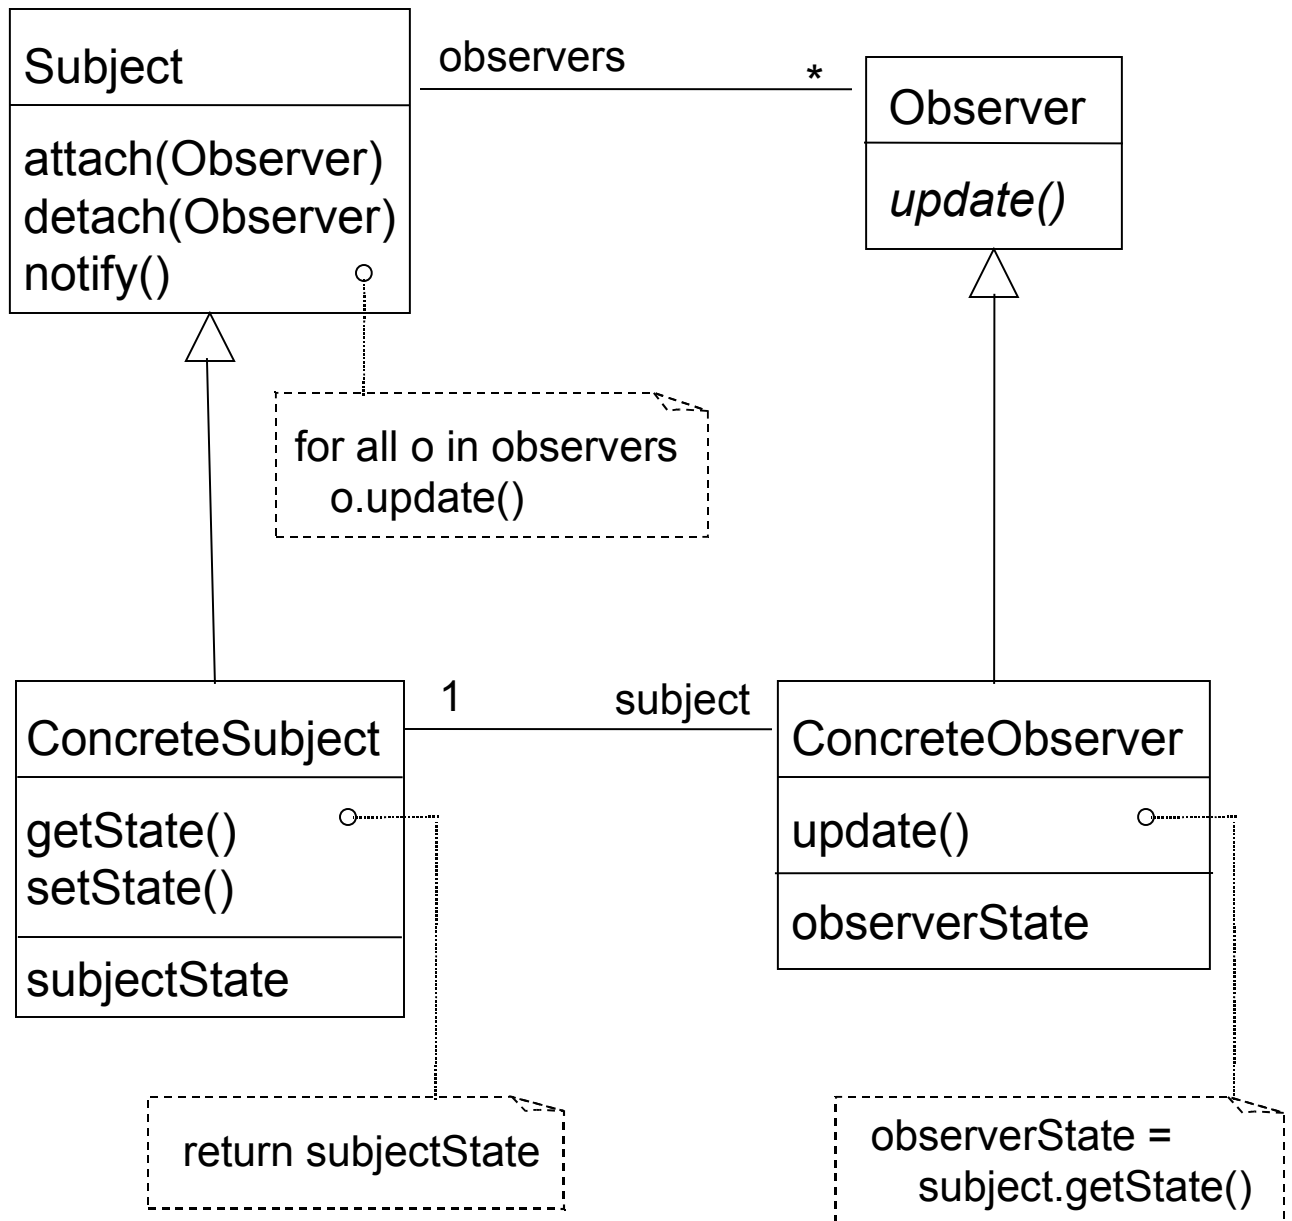 Subject
attach(Observer)
detach(Observer)
notify()
observers
*
Observer
update()
for all o in observers
o.update()
ConcreteSubject
getState()
setState()
subjectState
1
subject
ConcreteObserver
update()
observerState
return subjectState
observerState =
subject.getState()